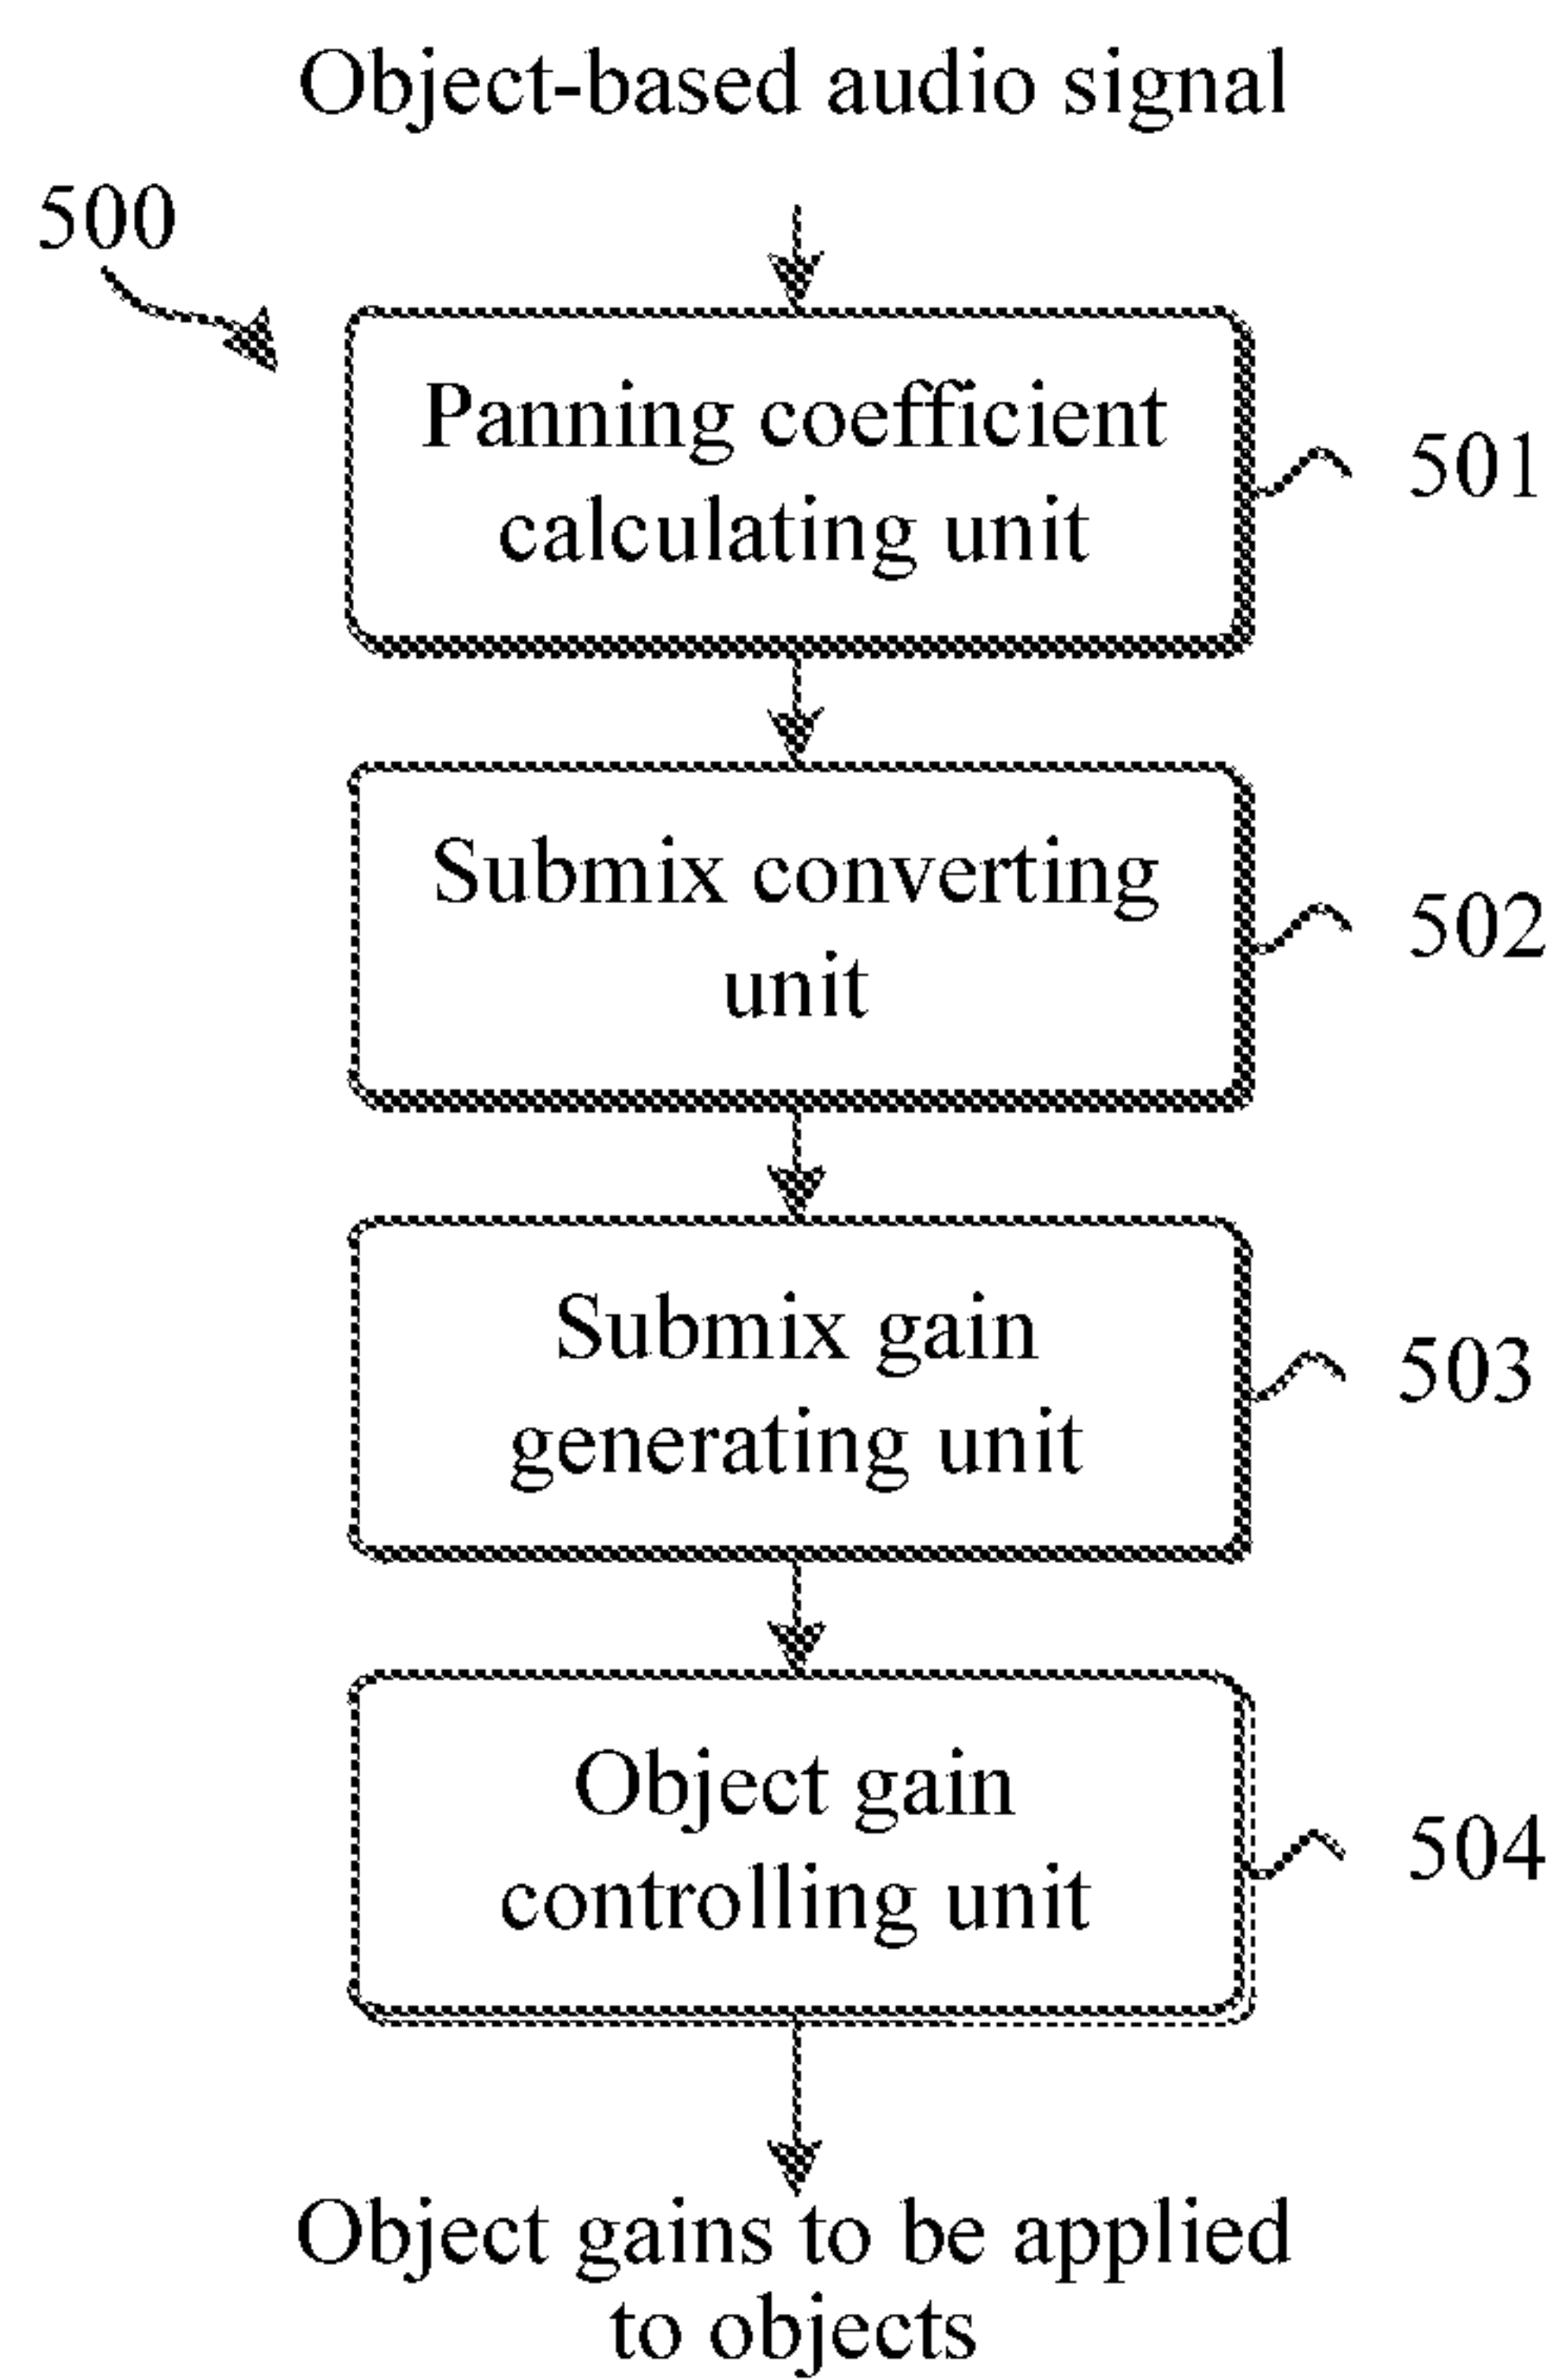 Object-based audio signal
500
Panning coefficient
calculating unit
501
Submix converting
unit
502
Submix gain
generating unit
503
Object gain
controlling unit
504
Object gains to be applied
to objects